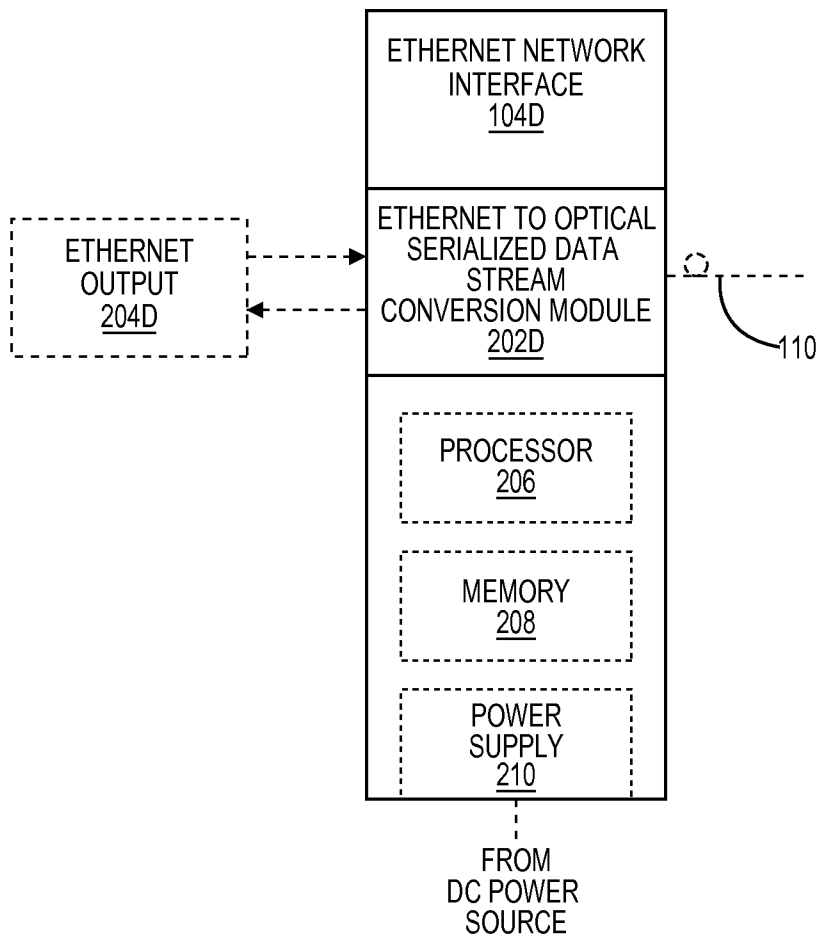 ETHERNET NETWORK
INTERFACE
104D
ETHERNET
OUTPUT
204D
ETHERNET TO OPTICAL
SERIALIZED DATA
STREAM
CONVERSION MODULE
202D
110
PROCESSOR
206
MEMORY
208
POWER
SUPPLY
210
FROM
DC POWER
SOURCE